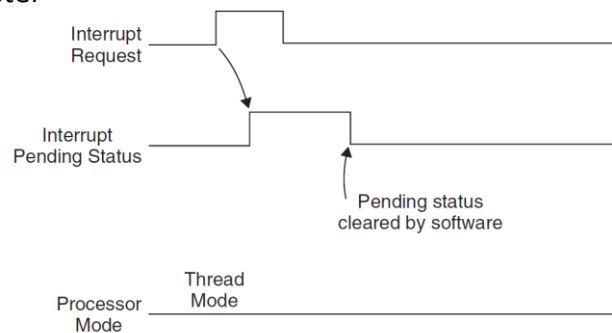 Interrupt
Request
Interrupt
Pending Status
Pending status
cleared by software
Thread
Mode
Processor
Mode